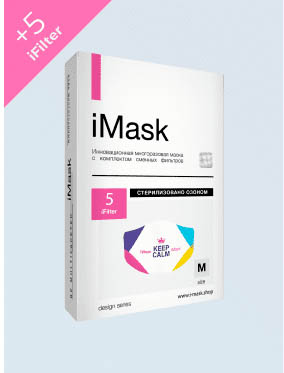 +5
iFilter
iMask
Инновационная многоразовая маска
с комплектом сменных фильтров
5
iFilter
СТЕРИЛИЗОВАНО ОЗОНОМ
KEEP
CALM
M
size
design series
www.i-mask.shop
iMask